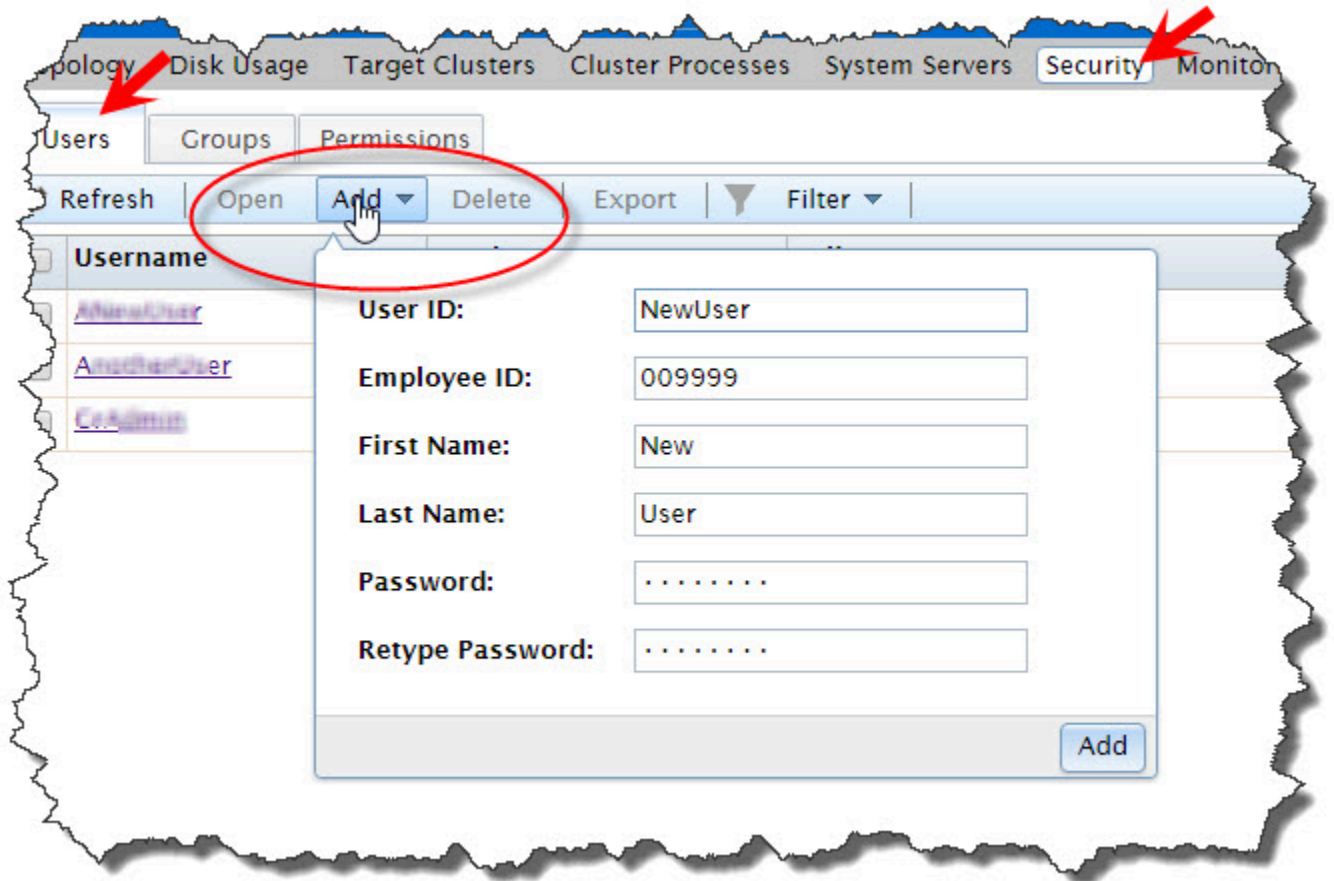 pology Disk Usage Target Clusters Cluster Processes System Servers Security Monitor
Users Groups Permissions
Refresh Open Add Delete Export Filter
Username
User ID: NewUser
Employee ID: 009999
First Name: New
Last Name: User
Password: ········
Retype Password: ········
Add